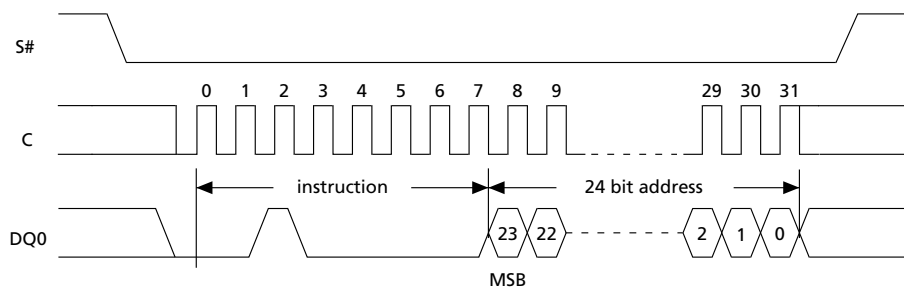 S#
0 1 2 3 4 5 6 7 8 9 29 30 31
C
instruction 24 bit address
DQ0 23 22 2 1 0
MSB